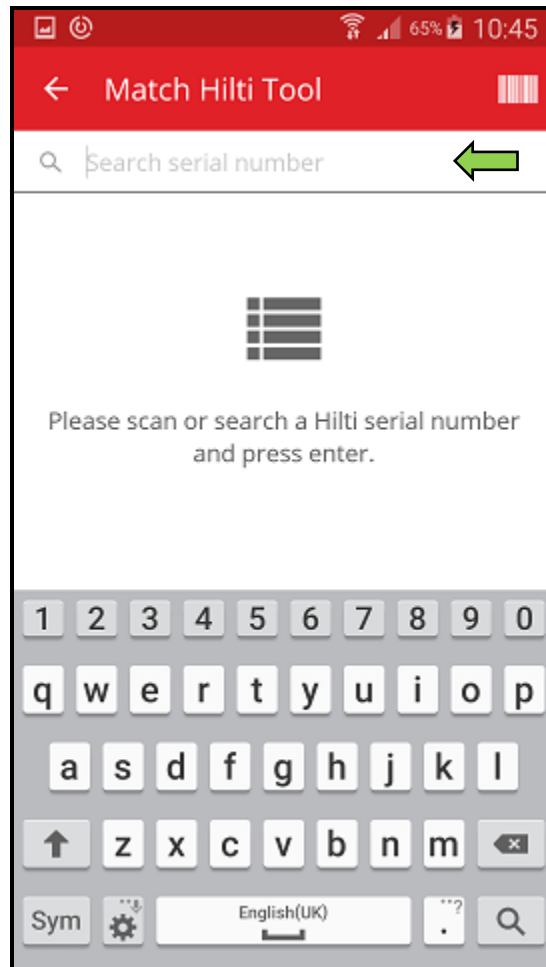 65% 10:45
Match Hilti Tool
Search serial number
Please scan or search a Hilti serial number
and press enter.
1 2 3 4 5 6 7 8 9 0
q w e r t y u i o p
a s d f g h j k l
z x c v b n m
Sym English(UK) . ?